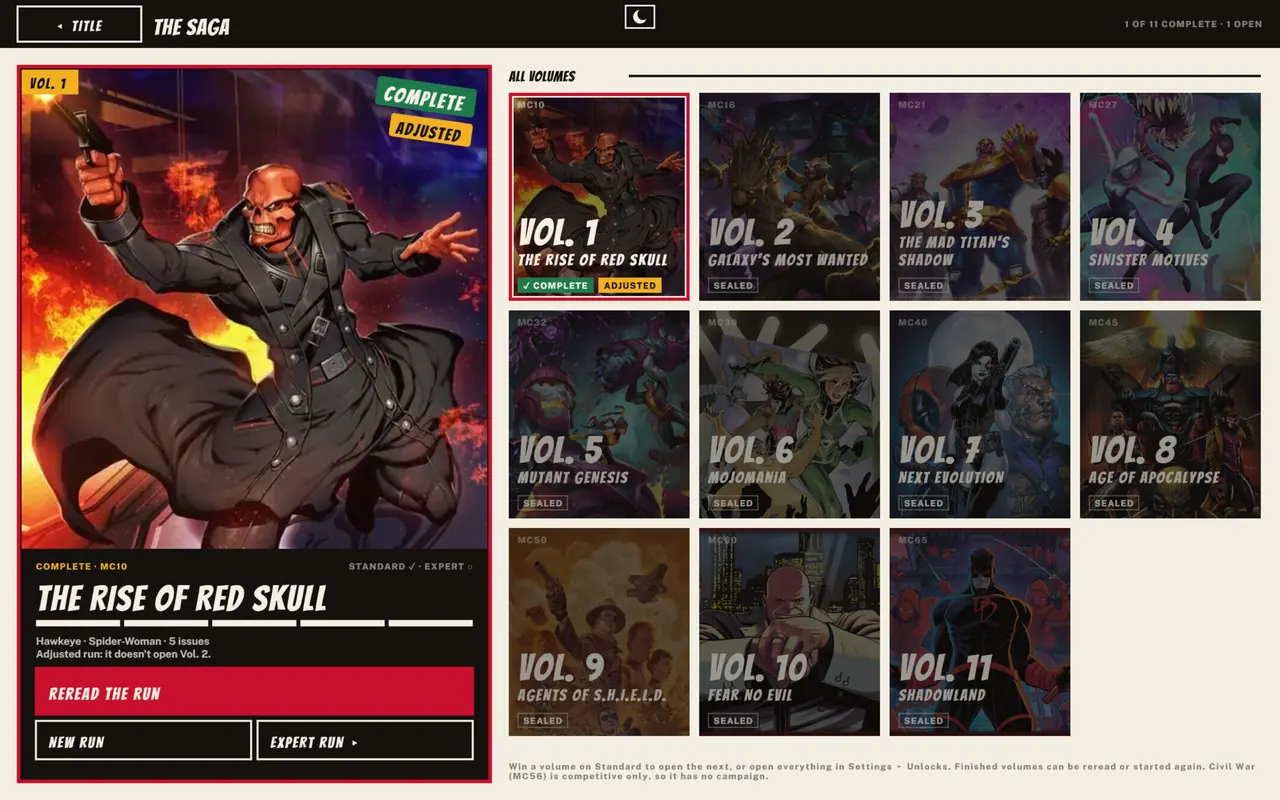 ◂ TITLE
THE SAGA
1 OF 11 COMPLETE · 1 OPEN
VOL. 1
COMPLETE
ADJUSTED
COMPLETE · MC10
STANDARD ✓ · EXPERT ○
THE RISE OF RED SKULL
Hawkeye · Spider-Woman · 5 issues
Adjusted run: it doesn't open Vol. 2.
REREAD THE RUN
NEW RUN
EXPERT RUN ▸
ALL VOLUMES
MC10
VOL. 1
THE RISE OF RED SKULL
✓ COMPLETE
ADJUSTED
MC16
VOL. 2
GALAXY'S MOST WANTED
SEALED
MC21
VOL. 3
THE MAD TITAN'S
SHADOW
SEALED
MC27
VOL. 4
SINISTER MOTIVES
SEALED
MC32
VOL. 5
MUTANT GENESIS
SEALED
VOL. 6
MOJOMANIA
SEALED
MC40
VOL. 7
NEXT EVOLUTION
SEALED
MC45
VOL. 8
AGE OF APOCALYPSE
SEALED
MC50
VOL. 9
AGENTS OF S.H.I.E.L.D.
SEALED
MC60
VOL. 10
FEAR NO EVIL
SEALED
MC65
VOL. 11
SHADOWLAND
SEALED
Win a volume on Standard to open the next, or open everything in Settings • Unlocks. Finished volumes can be reread or started again. Civil War
(MC56) is competitive only, so it has no campaign.